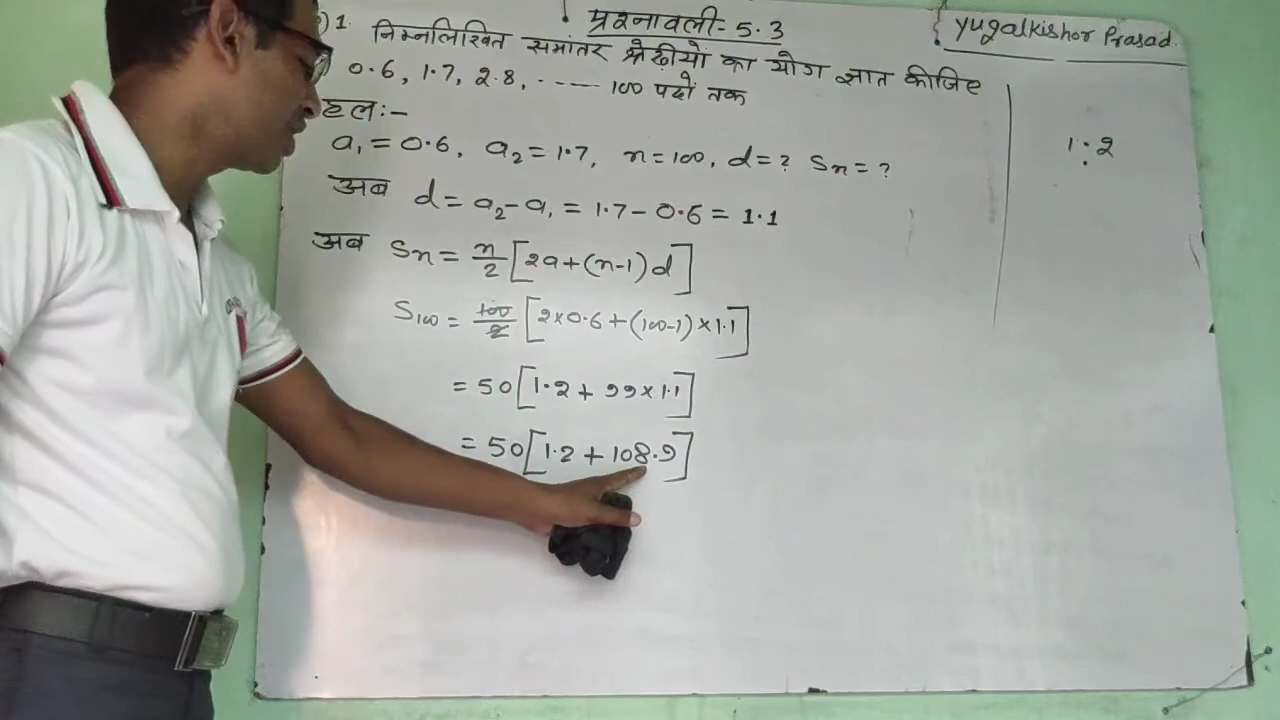 प्रश्नावली - 5.3
yugalkishor Prasad.
) 1. निम्नलिखित समांतर श्रेढ़ीयों का योग ज्ञात कीजिए
) 0.6, 1.7, 2.8, ..... 100 पदों तक
हल:-
a₁ = 0.6, a₂ = 1.7, n = 100, d = ? Sn = ?
अब d = a₂ - a₁ = 1.7 - 0.6 = 1.1
अब Sn = n/2 [2a + (n-1) d]
S₁₀₀ = 100/2 [2×0.6 + (100-1) × 1.1]
= 50 [1.2 + 99×1.1]
= 50 [1.2 + 108.9]
1.2